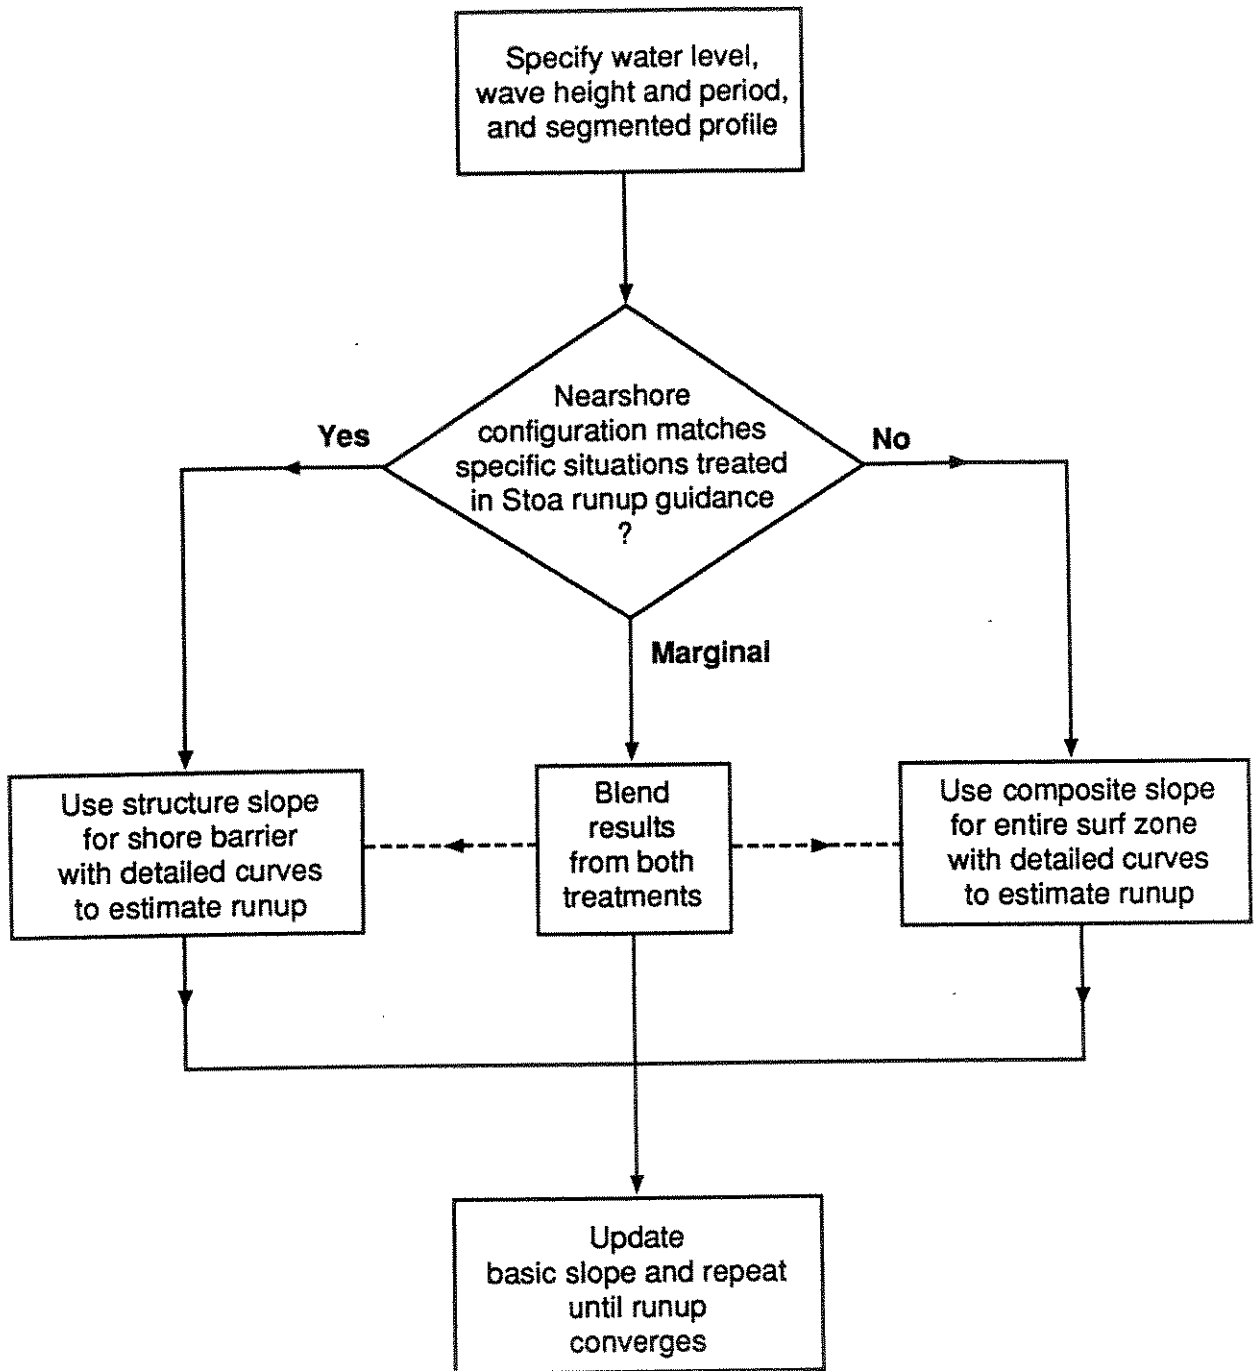 Specify water level,
wave height and period,
and segmented profile
Nearshore
configuration matches
specific situations treated
in Stoa runup guidance
?
Yes
No
Marginal
Use structure slope
for shore barrier
with detailed curves
to estimate runup
Blend
results
from both
treatments
Use composite slope
for entire surf zone
with detailed curves
to estimate runup
Update
basic slope and repeat
until runup
converges